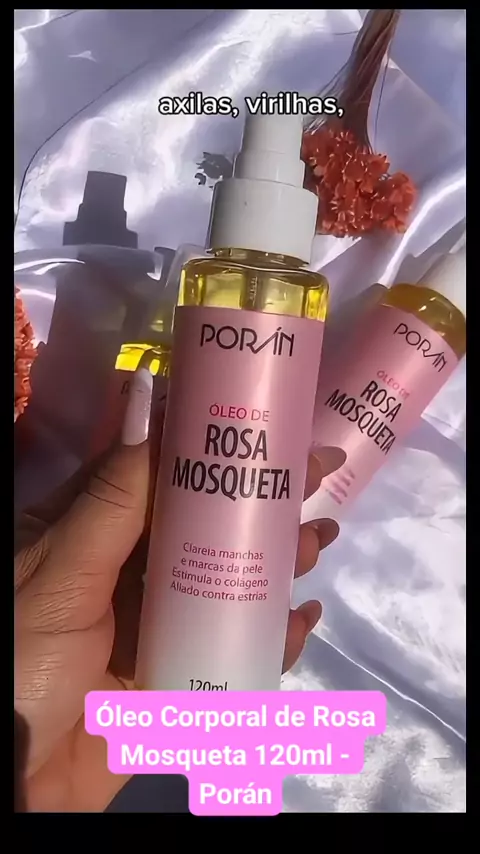 axilas, virilhas,
PORÁN
ÓLEO DE
ROSA
MOSQUETA
Clareia manchas
e marcas da pele
Estimula o colágeno
Aliado contra estrias
120ml
PORÁN
ÓLEO DE
ROSA
MOSQUETA
Óleo Corporal de Rosa
Mosqueta 120ml -
Porán